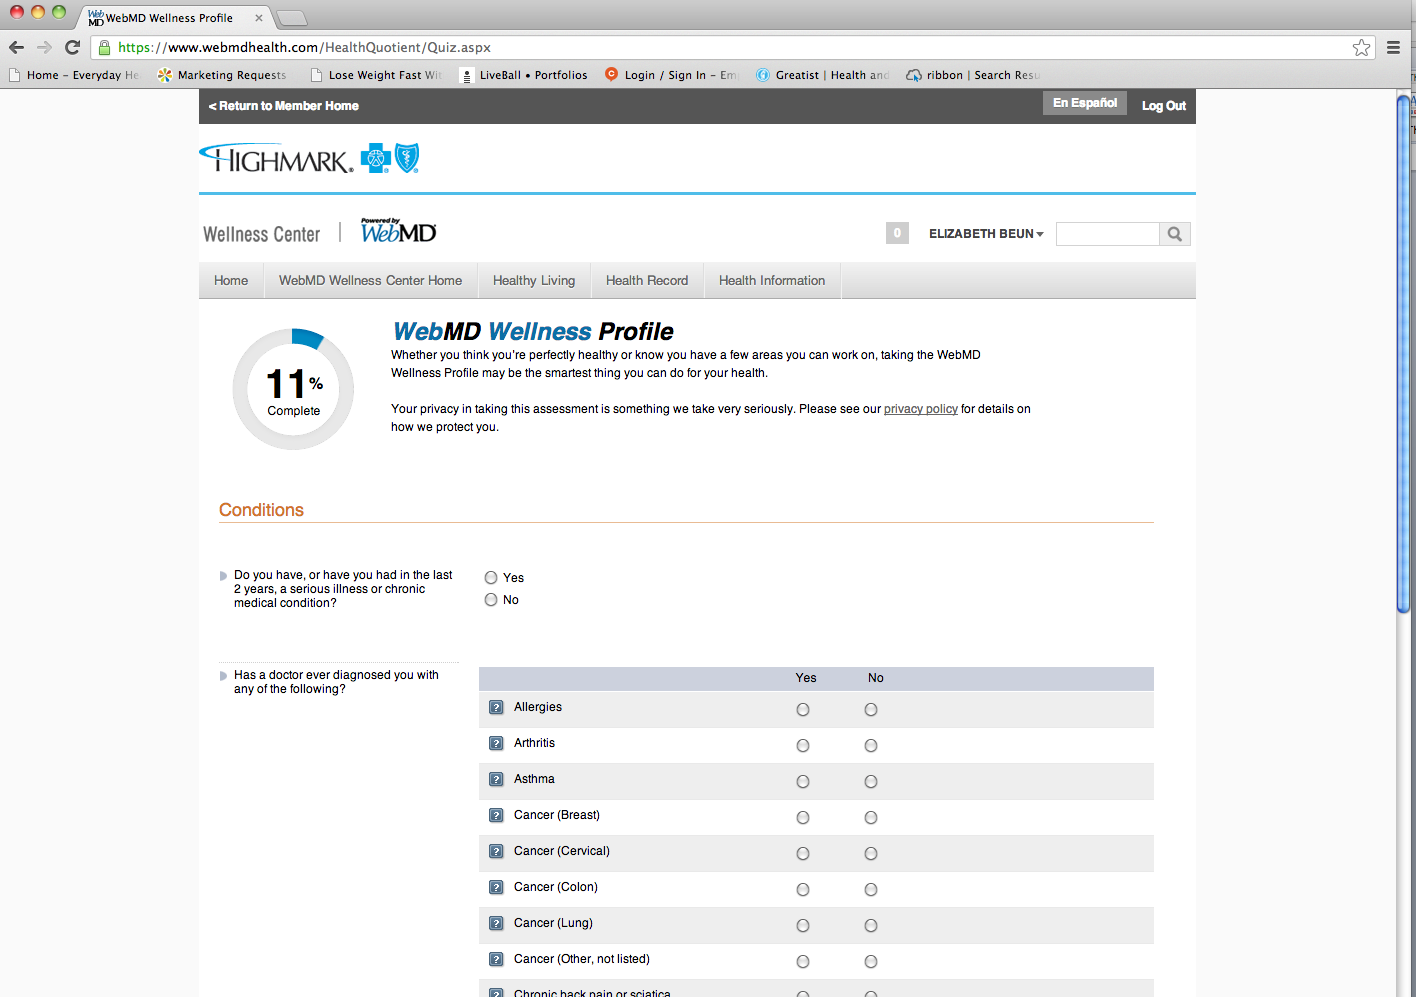 WebMD WebMD Wellness Profile
https://www.webmdhealth.com/HealthQuotient/Quiz.aspx
Home – Everyday He Marketing Requests Lose Weight Fast Wit LiveBall • Portfolios Login / Sign In – Em Greatist | Health and ribbon | Search Resu
< Return to Member Home En Español Log Out
HIGHMARK®
Wellness Center | Powered by WebMD 0 ELIZABETH BEUN
Home WebMD Wellness Center Home Healthy Living Health Record Health Information
WebMD Wellness Profile
Whether you think you're perfectly healthy or know you have a few areas you can work on, taking the WebMD
Wellness Profile may be the smartest thing you can do for your health.
11%
Complete
Your privacy in taking this assessment is something we take very seriously. Please see our privacy policy for details on
how we protect you.
Conditions
Do you have, or have you had in the last
2 years, a serious illness or chronic
medical condition?
Yes
No
Has a doctor ever diagnosed you with
any of the following?
Yes No
? Allergies
? Arthritis
? Asthma
? Cancer (Breast)
? Cancer (Cervical)
? Cancer (Colon)
? Cancer (Lung)
? Cancer (Other, not listed)
? Chronic back pain or sciatica